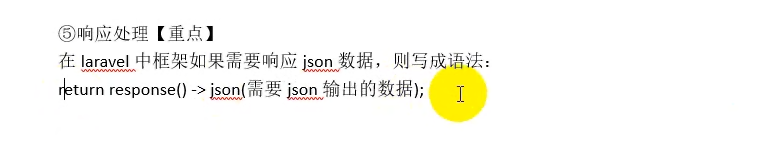 ⑤响应处理【重点】
在 laravel 中框架如果需要响应 json 数据，则写成语法：
return response() -> json(需要 json 输出的数据);